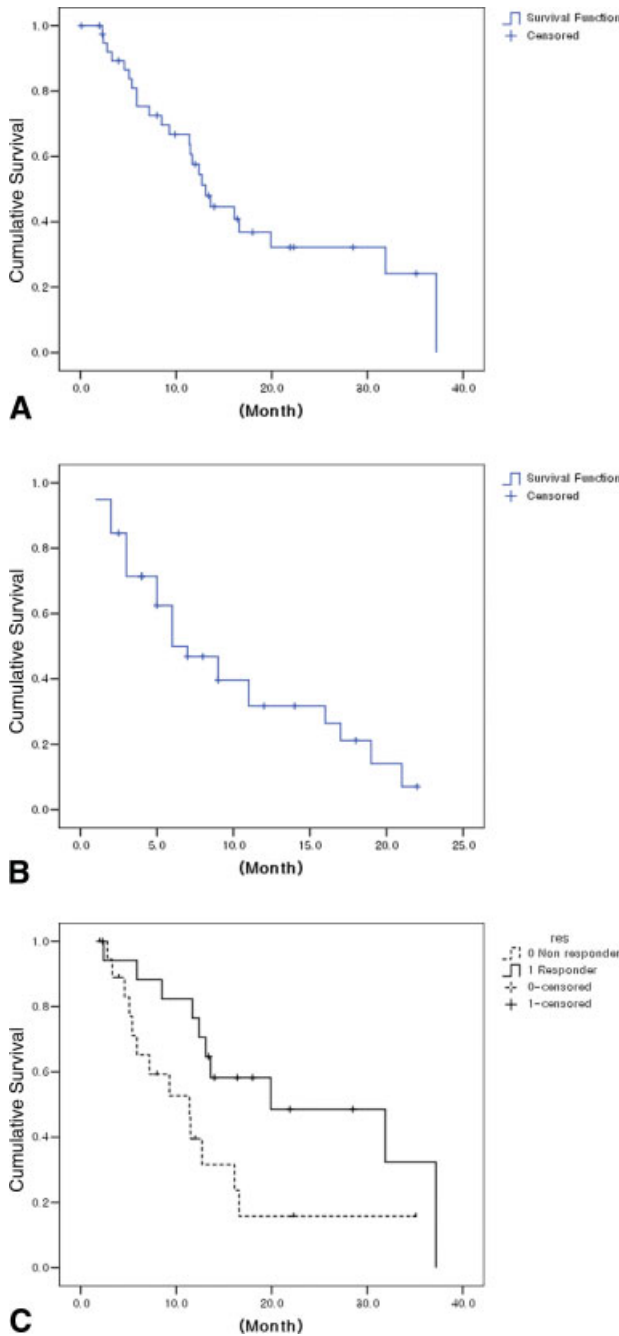 1.0
0.8
0.6
0.4
0.2
0.0
Cumulative Survival
0.0 10.0 20.0 30.0 40.0
(Month)
Survival Function
Censored
A
1.0
0.8
0.6
0.4
0.2
0.0
Cumulative Survival
0.0 5.0 10.0 15.0 20.0 25.0
(Month)
Survival Function
Censored
B
1.0
0.8
0.6
0.4
0.2
0.0
Cumulative Survival
0.0 10.0 20.0 30.0 40.0
(Month)
res
0 Non responder
1 Responder
0-censored
1-censored
C